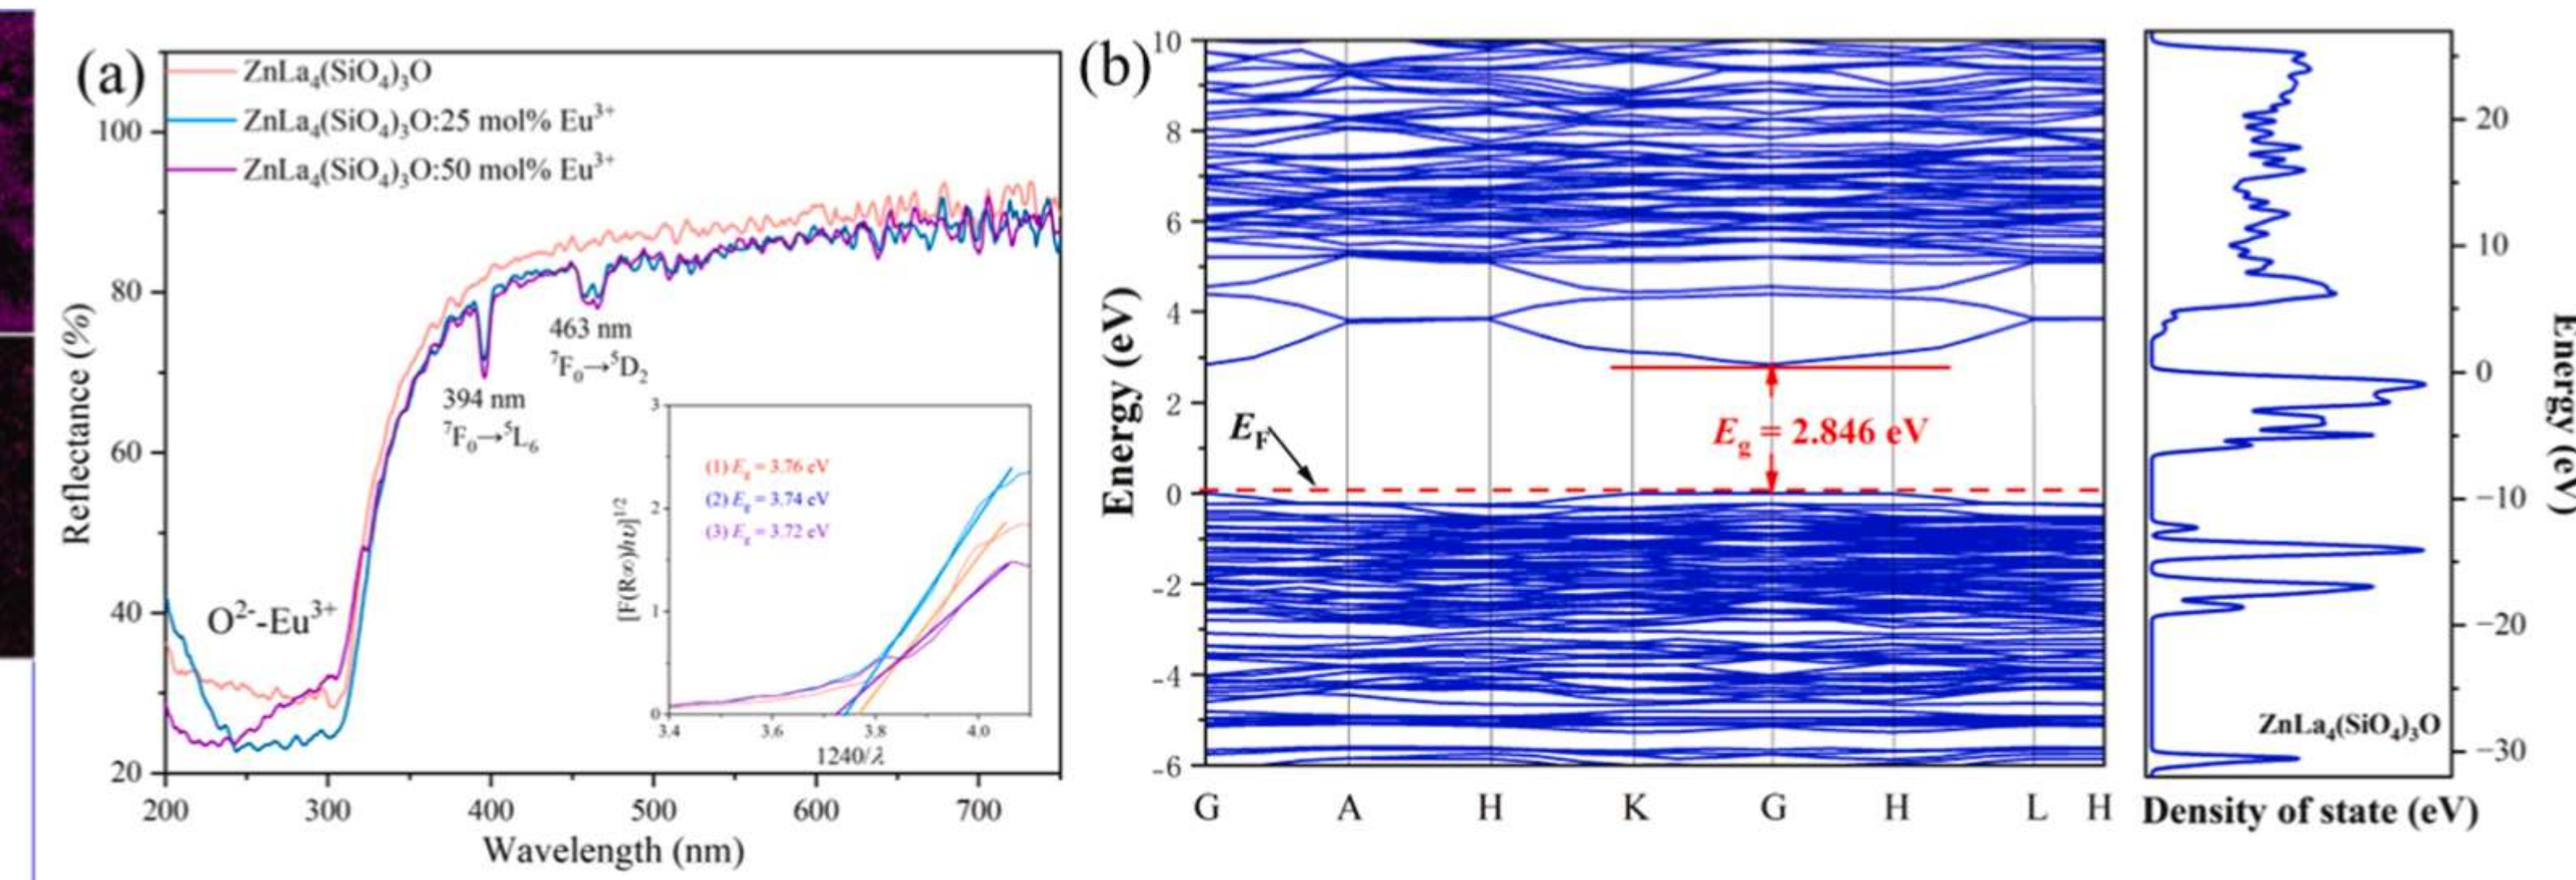 (a)
ZnLa₄(SiO₄)₃O
ZnLa₄(SiO₄)₃O:25 mol% Eu³⁺
ZnLa₄(SiO₄)₃O:50 mol% Eu³⁺
Reflectance (%)
100
80
60
40
20
463 nm
⁷F₀→⁵D₂
394 nm
⁷F₀→⁵L₆
O²⁻-Eu³⁺
[F(R∞)hυ]¹/²
3
2
1
0
(1) Eg = 3.76 eV
(2) Eg = 3.74 eV
(3) Eg = 3.72 eV
3.4 3.6 3.8 4.0
1240/λ
200 300 400 500 600 700
Wavelength (nm)
(b)
Energy (eV)
10
8
6
4
2
0
-2
-4
-6
EF
Eg = 2.846 eV
G A H K G H L H
20
10
0
−10
−20
−30
Energy (eV)
ZnLa₄(SiO₄)₃O
Density of state (eV)